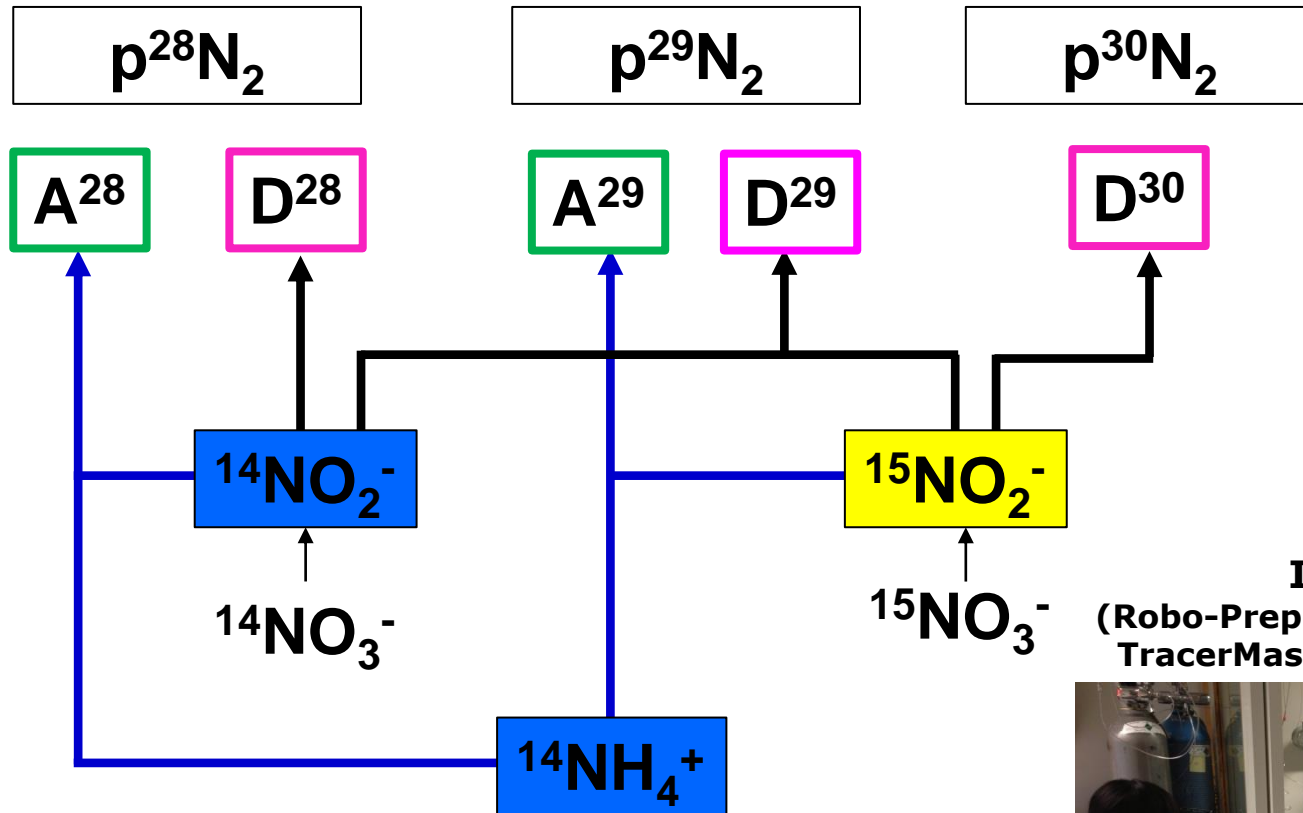 p²⁸N₂ p²⁹N₂ p³⁰N₂
A²⁸ D²⁸ A²⁹ D²⁹ D³⁰
¹⁴NO₂⁻ ¹⁵NO₂⁻
¹⁴NO₃⁻ ¹⁵NO₃⁻
(Robo-Prep
TracerMas
¹⁴NH₄⁺